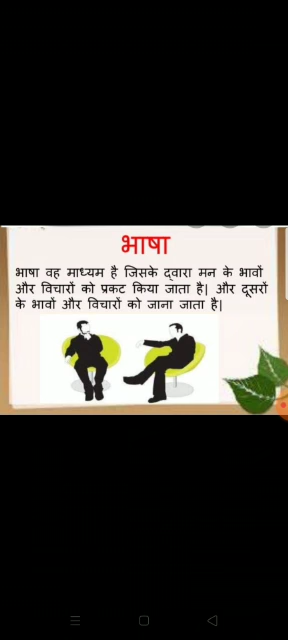 भाषा
भाषा वह माध्यम है जिसके द्वारा मन के भावों
और विचारों को प्रकट किया जाता है| और दूसरों
के भावों और विचारों को जाना जाता है|